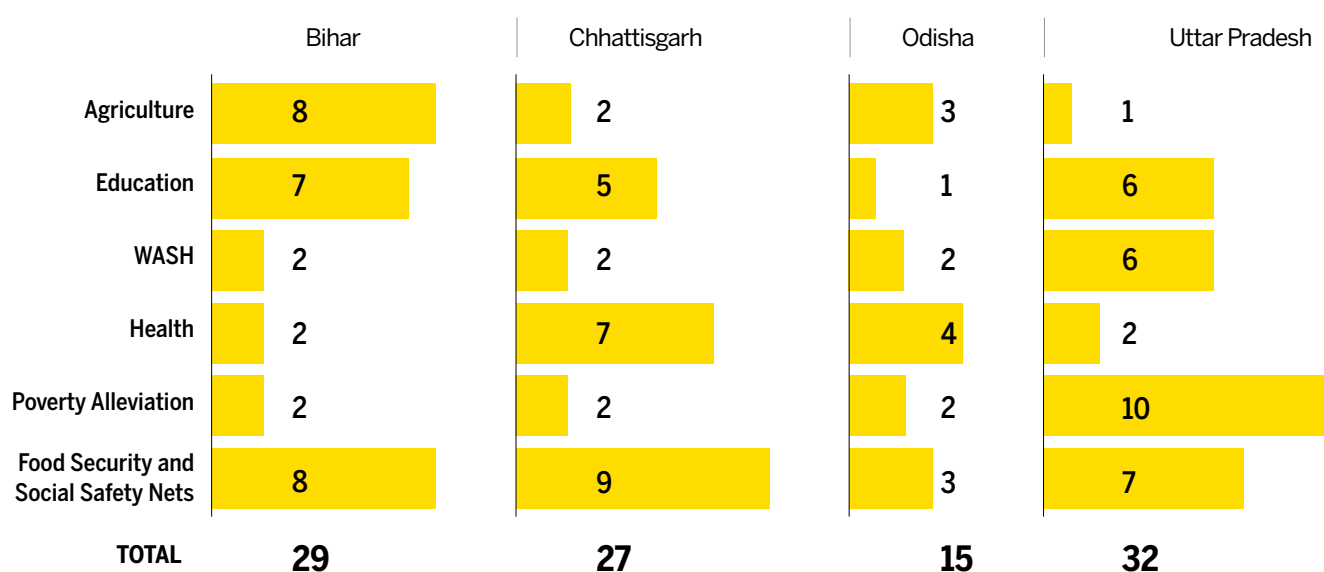 Bihar Chhattisgarh Odisha Uttar Pradesh
Agriculture 8 2 3 1
Education 7 5 1 6
WASH 2 2 2 6
Health 2 7 4 2
Poverty Alleviation 2 2 2 10
Food Security and
Social Safety Nets 8 9 3 7
TOTAL 29 27 15 32